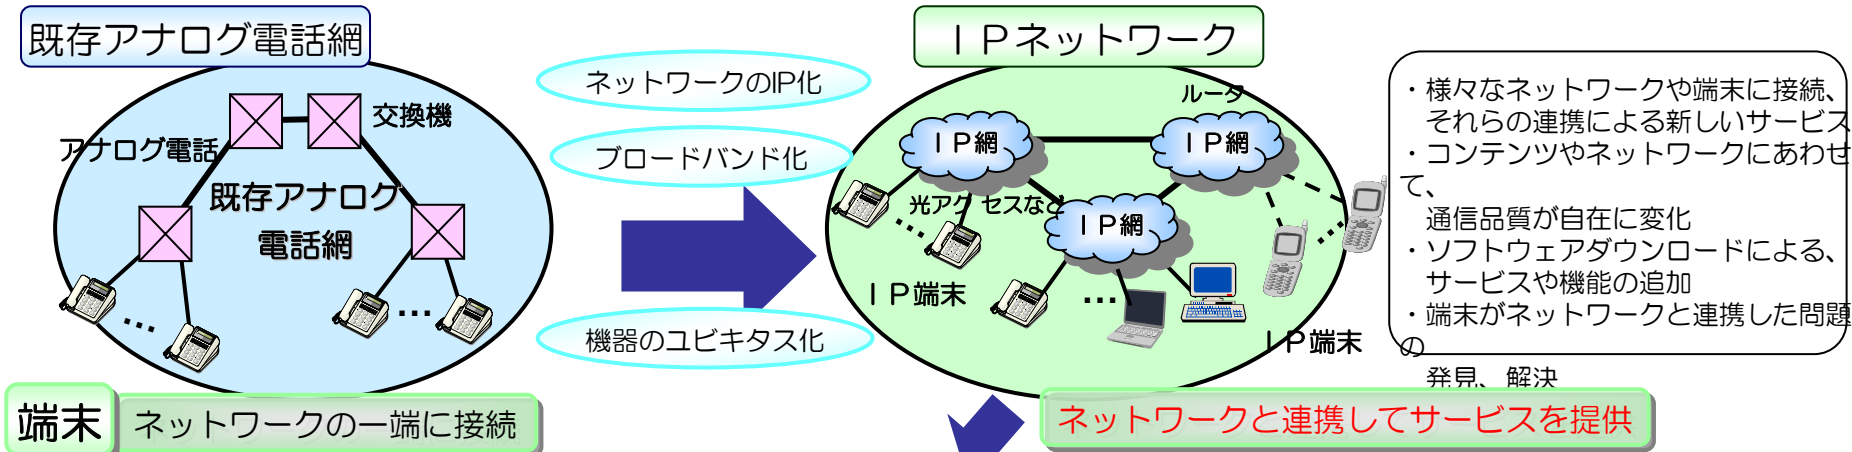 既存アナログ電話網
交換機
アナログ電話
既存アナログ
電話網
…
…
端末
ネットワークの一端に接続
ネットワークのIP化
ブロードバンド化
機器のユビキタス化
ＩＰネットワーク
ルータ
ＩＰ網
ＩＰ網
光アクセスなど
ＩＰ網
ＩＰ端末
…
ＩＰ端末
ネットワークと連携してサービスを提供
・様々なネットワークや端末に接続、
それらの連携による新しいサービス
・コンテンツやネットワークにあわせ
て、
通信品質が自在に変化
・ソフトウェアダウンロードによる、
サービスや機能の追加
・端末がネットワークと連携した問題
の
発見、解決